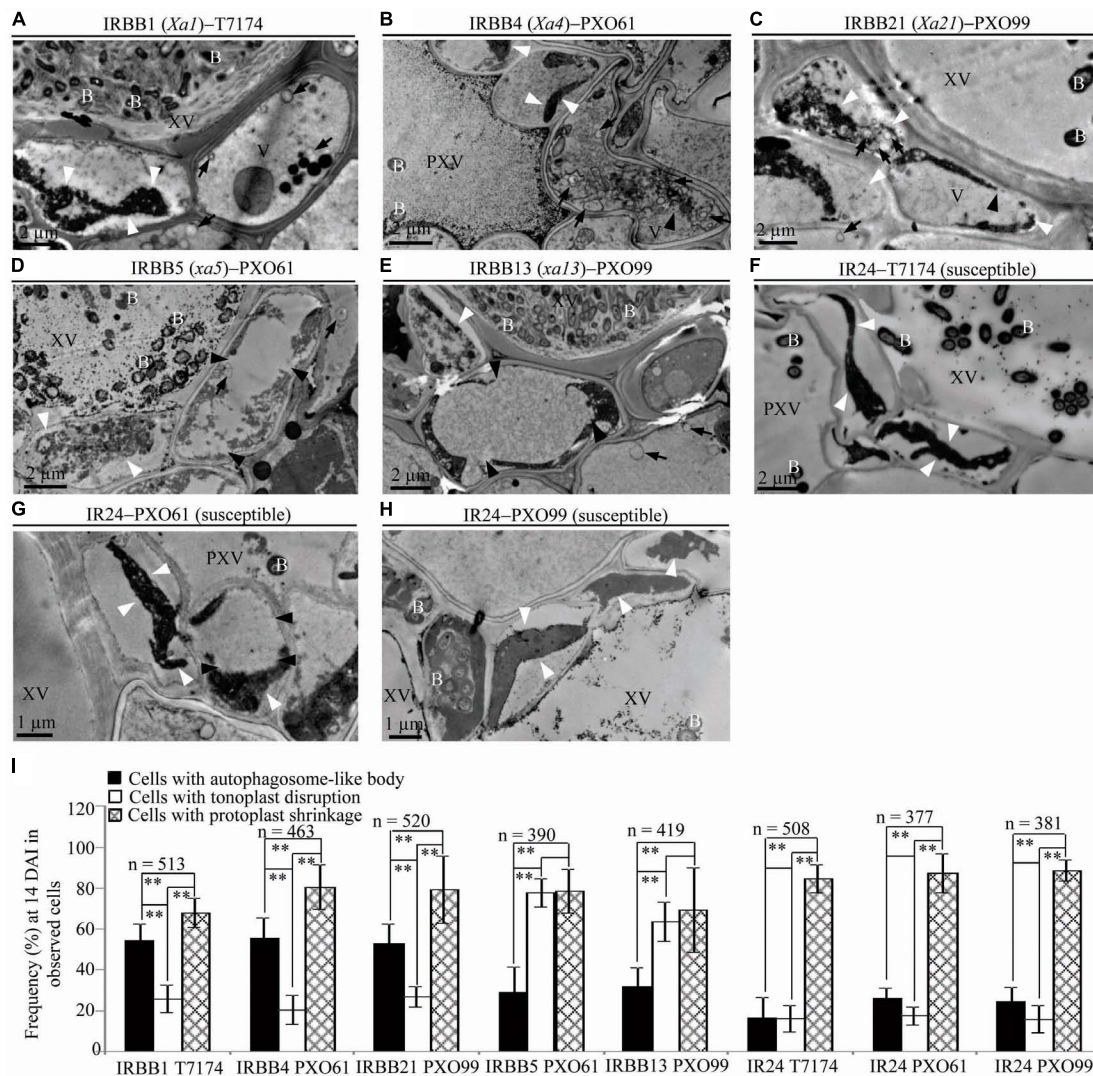 A
IRBB1 (Xa1)–T7174
B
B
B
XV
V
2 μm
B
IRBB4 (Xa4)–PXO61
PXV
B
B
V
2 μm
C
IRBB21 (Xa21)–PXO99
XV
B
B
V
2 μm
D
IRBB5 (xa5)–PXO61
B
B
XV
B
2 μm
E
IRBB13 (xa13)–PXO99
XV
B
B
2 μm
F
IR24–T7174 (susceptible)
B
B
B
XV
PXV
B
2 μm
G
IR24–PXO61 (susceptible)
PXV
B
XV
1 μm
H
IR24–PXO99 (susceptible)
B
B
XV
XV
B
1 μm
I
Cells with autophagosome-like body
Cells with tonoplast disruption
Cells with protoplast shrinkage
Frequency (%) at 14 DAI in
observed cells
120
100
80
60
40
20
0
n = 513
**
**
**
n = 463
**
**
**
n = 520
**
**
**
n = 390
**
**
n = 419
**
**
n = 508
**
**
n = 377
**
**
n = 381
**
**
IRBB1 T7174
IRBB4 PXO61
IRBB21 PXO99
IRBB5 PXO61
IRBB13 PXO99
IR24 T7174
IR24 PXO61
IR24 PXO99